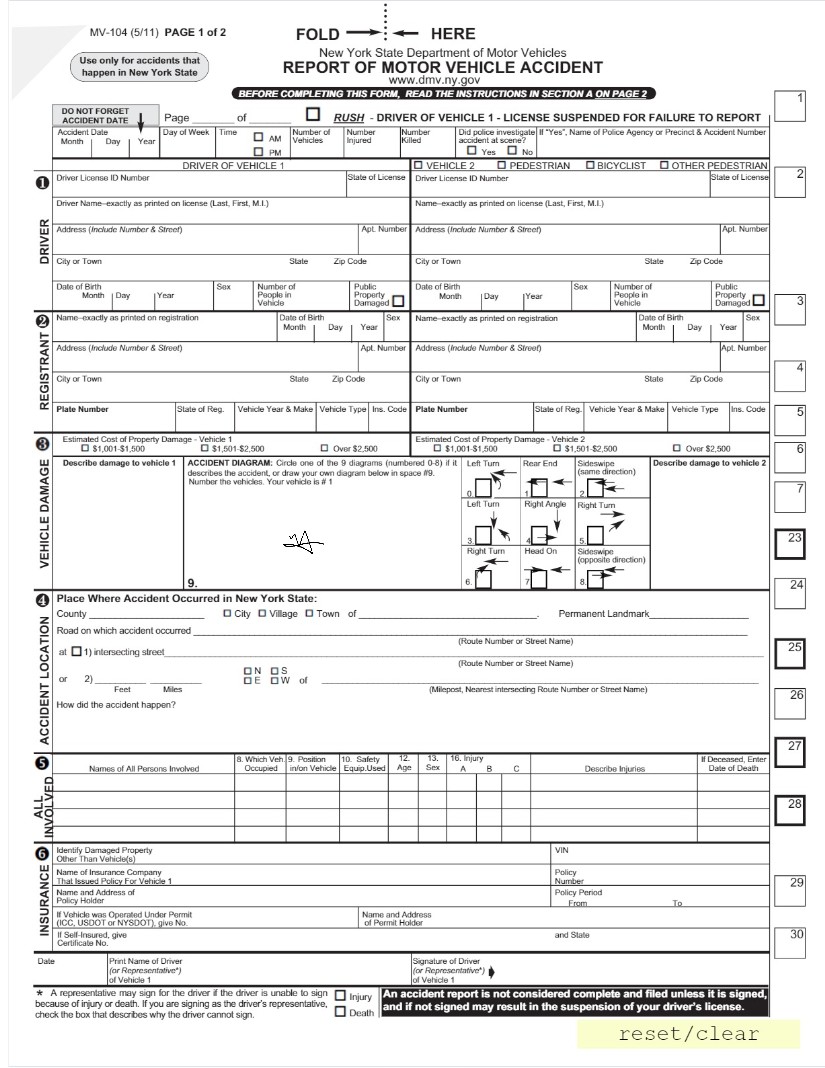 MV-104 (5/11) PAGE 1 of 2
FOLD HERE
Use only for accidents that
happen in New York State
New York State Department of Motor Vehicles
REPORT OF MOTOR VEHICLE ACCIDENT
www.dmv.ny.gov
BEFORE COMPLETING THIS FORM, READ THE INSTRUCTIONS IN SECTION A ON PAGE 2
1
DO NOT FORGET
ACCIDENT DATE
Page ______ of ______ RUSH - DRIVER OF VEHICLE 1 - LICENSE SUSPENDED FOR FAILURE TO REPORT
Accident Date Day of Week Time AM Number of Number Number Did police investigate If "Yes", Name of Police Agency or Precinct & Accident Number
Month Day Year Vehicles Injured Killed accident at scene?
PM Yes No
DRIVER OF VEHICLE 1 VEHICLE 2 PEDESTRIAN BICYCLIST OTHER PEDESTRIAN
2
❶
DRIVER
Driver License ID Number State of License Driver License ID Number State of License
Driver Name–exactly as printed on license (Last, First, M.I.) Name–exactly as printed on license (Last, First, M.I.)
Address (Include Number & Street) Apt. Number Address (Include Number & Street) Apt. Number
City or Town State Zip Code City or Town State Zip Code
Date of Birth Sex Number of Public Date of Birth Sex Number of Public
Month Day Year People in Property Month Day Year People in Property
Vehicle Damaged Vehicle Damaged
3
❷
REGISTRANT
Name–exactly as printed on registration Date of Birth Sex Name–exactly as printed on registration Date of Birth Sex
Month Day Year Month Day Year
Address (Include Number & Street) Apt. Number Address (Include Number & Street) Apt. Number
4
City or Town State Zip Code City or Town State Zip Code
Plate Number State of Reg. Vehicle Year & Make Vehicle Type Ins. Code Plate Number State of Reg. Vehicle Year & Make Vehicle Type Ins. Code
5
❸
VEHICLE DAMAGE
Estimated Cost of Property Damage - Vehicle 1 Estimated Cost of Property Damage - Vehicle 2
$1,001-$1500 $1,501-$2500 Over $2,500 $1,001-$1500 $1,501-$2500 Over $2,500
6
Describe damage to vehicle 1 ACCIDENT DIAGRAM: Circle one of the 9 diagrams (numbered 0-8) if it Left Turn Rear End Sideswipe Describe damage to vehicle 2
describes the accident, or draw your own diagram below in space #9. (same direction)
Number the vehicles. Your vehicle is # 1
7
0. 1. 2.
Left Turn Right Angle Right Turn
23
3. 4. 5.
Right Turn Head On Sideswipe
(opposite direction)
9. 6. 7. 8.
24
❹
ACCIDENT LOCATION
Place Where Accident Occurred in New York State:
County ______ City Village Town of ______. Permanent Landmark______
Road on which accident occurred ______
(Route Number or Street Name)
at 1) intersecting street______
25
(Route Number or Street Name)
or 2) ______ ______ N S
E W of ______
Feet Miles (Milepost, Nearest intersecting Route Number or Street Name)
26
How did the accident happen?
27
❺
ALL INVOLVED
Names of All Persons Involved 8. Which Veh. Occupied 9. Position in/on Vehicle 10. Safety Equip.Used 12. Age 13. Sex 16. Injury A B C Describe Injuries If Deceased, Enter Date of Death
28
❻
INSURANCE
Identify Damaged Property VIN
Other Than Vehicle(s)
Name of Insurance Company Policy
That Issued Policy For Vehicle 1 Number
29
Name and Address of Policy Period
Policy Holder From To
If Vehicle was Operated Under Permit Name and Address
(ICC, USDOT or NYSDOT), give No. of Permit Holder
If Self-Insured, give and State
Certificate No.
30
Date Print Name of Driver Signature of Driver
(or Representative*) (or Representative*)
of Vehicle 1 of Vehicle 1
* A representative may sign for the driver if the driver is unable to sign Injury An accident report is not considered complete and filed unless it is signed,
because of injury or death. If you are signing as the driver's representative, and if not signed may result in the suspension of your driver's license.
check the box that describes why the driver cannot sign. Death
reset/clear